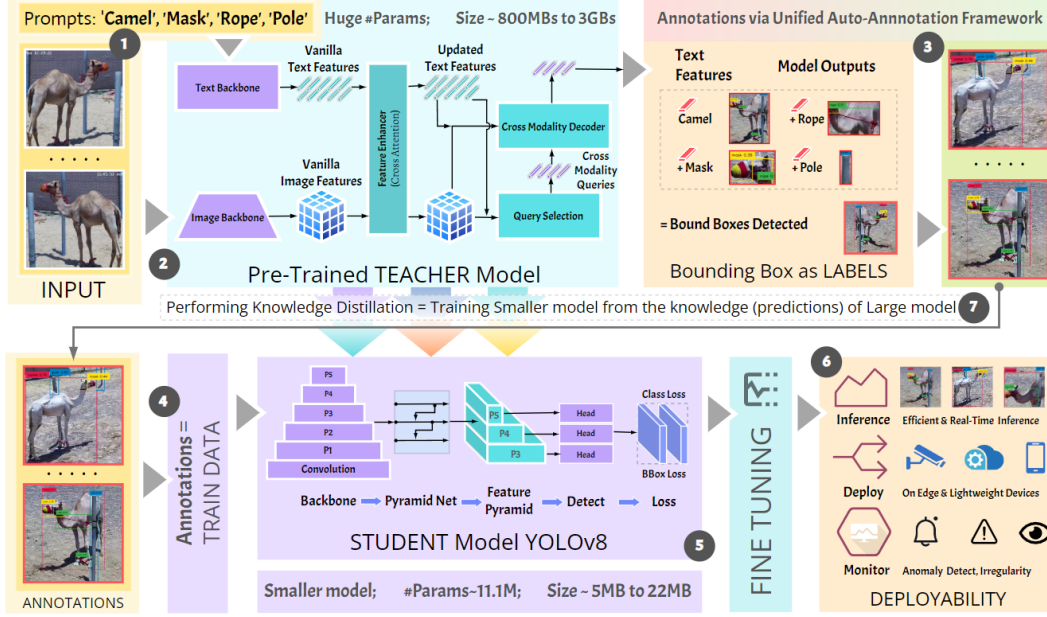 Prompts: 'Camel', 'Mask', 'Rope', 'Pole'
Huge #Params; Size ~ 800MBs to 3GBs
Annotations via Unified Auto-Annnotation Framework
1
INPUT
2
Text Backbone
Vanilla
Text Features
Updated
Text Features
Feature Enhancer
(Cross Attention)
Cross Modality Decoder
Cross
Modality
Queries
Vanilla
Image Features
Image Backbone
Query Selection
Pre-Trained TEACHER Model
3
Text
Features
Model Outputs
Camel
+ Rope
+ Mask
+ Pole
= Bound Boxes Detected
Bounding Box as LABELS
Performing Knowledge Distillation = Training Smaller model from the knowledge (predictions) of Large model
7
ANNOTATIONS
4
Annotations =
TRAIN DATA
P5
P4
P3
P2
P1
Convolution
P5
P4
P3
Head
Head
Head
Class Loss
BBox Loss
Backbone
Pyramid Net
Feature
Pyramid
Detect
Loss
STUDENT Model YOLOv8
5
Smaller model; #Params~11.1M; Size ~ 5MB to 22MB
FINE TUNING
6
Inference
Efficient & Real-Time Inference
Deploy
On Edge & Lightweight Devices
Monitor
Anomaly Detect, Irregularity
DEPLOYABILITY